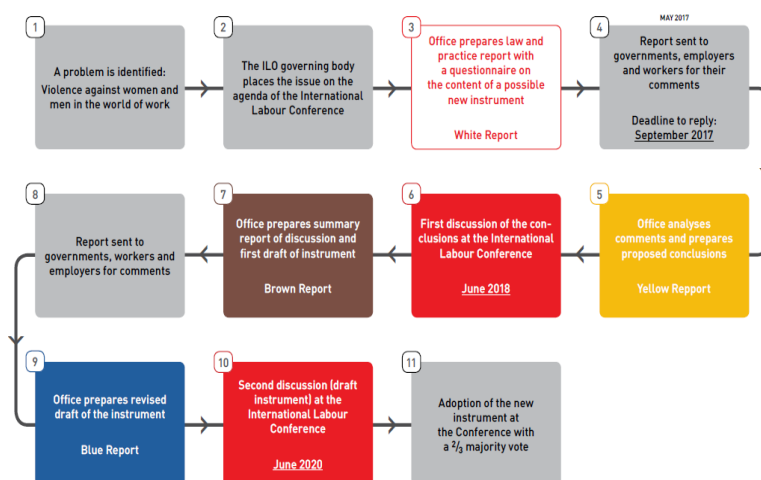 1
A problem is identified:
Violence against women and
men in the world of work
2
The ILO governing body
places the issue on the
agenda of the International
Labour Conference
3
Office prepares law and
practice report with
a questionnaire on
the content of a possible
new instrument
White Report
MAY 2017
4
Report sent to
governments, employers
and workers for their
comments
Deadline to reply:
September 2017
5
Office analyses
comments and prepares
proposed conclusions
Yellow Repport
6
First discussion of the con-
clusions at the International
Labour Conference
June 2018
7
Office prepares summary
report of discussion and
first draft of instrument
Brown Report
8
Report sent to
governments, workers and
employers for comments
9
Office prepares revised
draft of the instrument
Blue Report
10
Second discussion (draft
instrument) at the
International Labour
Conference
June 2020
11
Adoption of the new
instrument at
the Conference with
a 2/3 majority vote